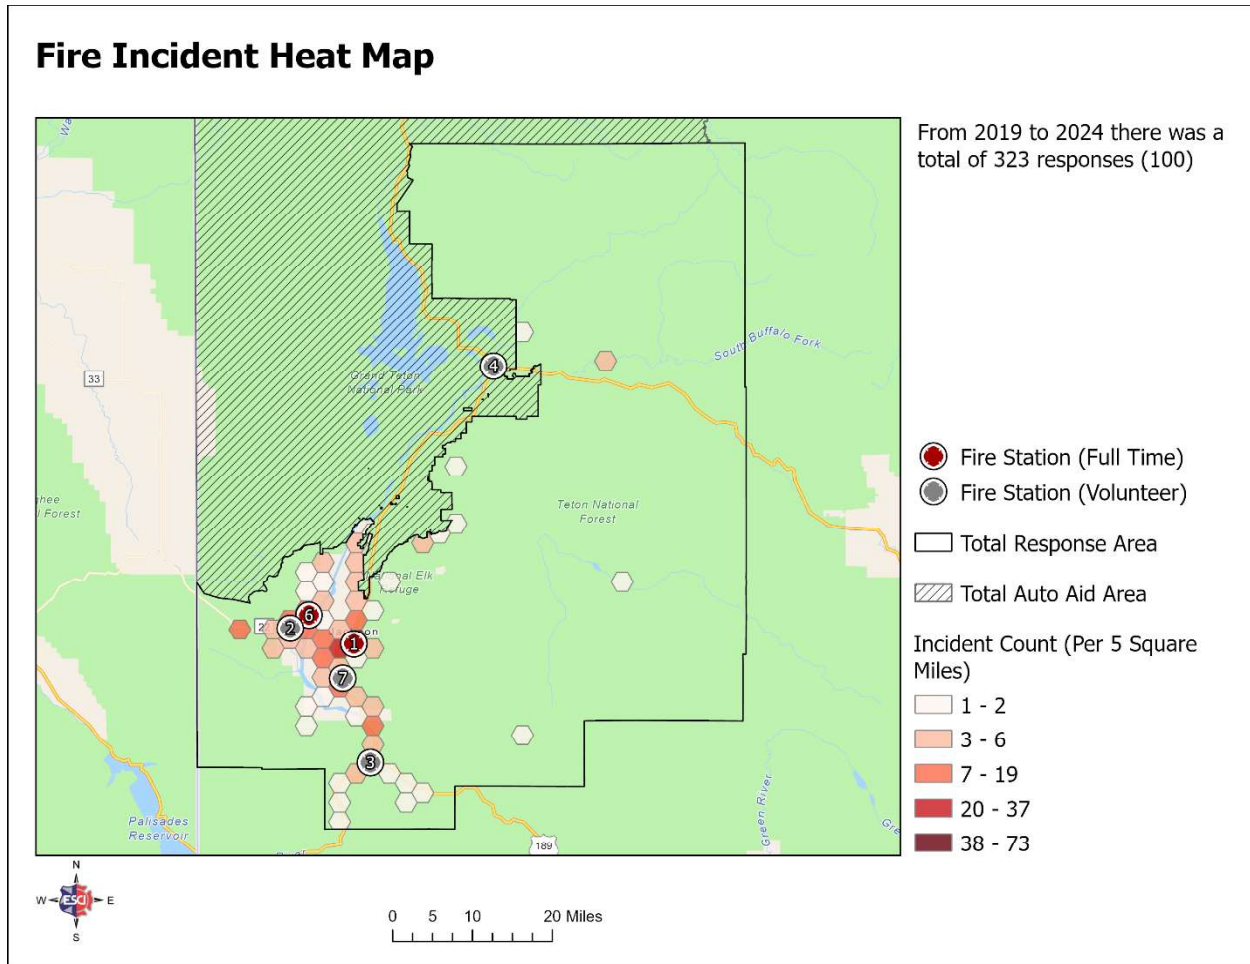 Fire Incident Heat Map
From 2019 to 2024 there was a
total of 323 responses (100)
South Buffalo Fork
4
Grand Teton
National Park
33
Teton National
Forest
Refuge
6
2
1
7
3
Palisades
Reservoir
Green River
189
Fire Station (Full Time)
Fire Station (Volunteer)
Total Response Area
Total Auto Aid Area
Incident Count (Per 5 Square
Miles)
1 - 2
3 - 6
7 - 19
20 - 37
38 - 73
N
W
ESCI
E
S
0 5 10 20 Miles